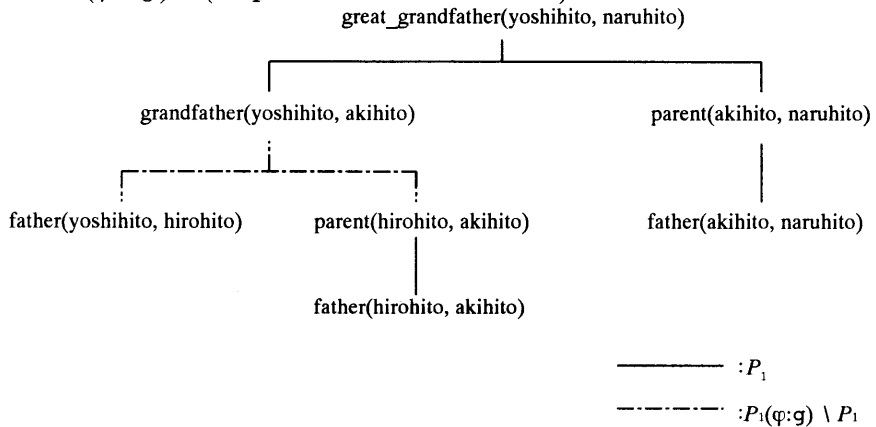 great_grandfather(yoshihito, naruhito)
grandfather(yoshihito, akihito) parent(akihito, naruhito)
father(yoshihito, hirohito) parent(hirohito, akihito) father(akihito, naruhito)
father(hirohito, akihito)
:P₁
:P₁(φ:g) \ P₁